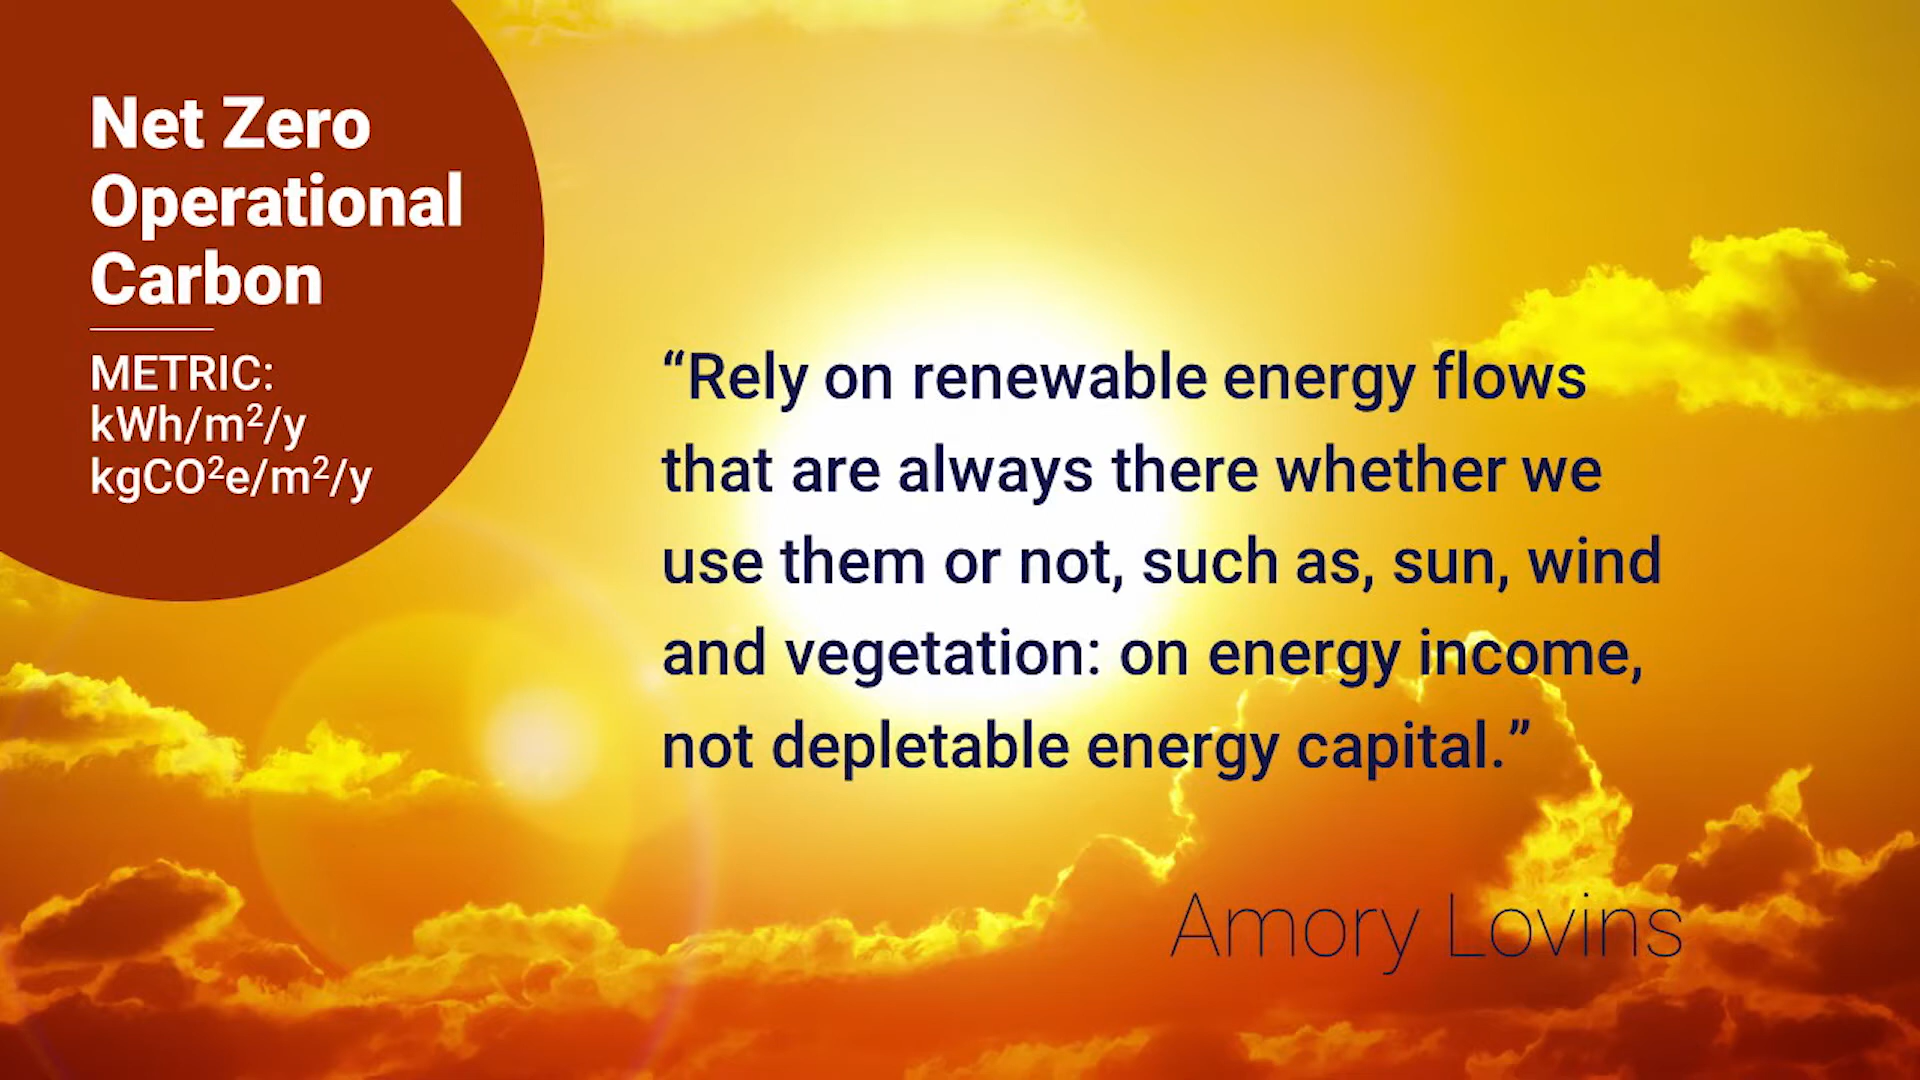 Net Zero
Operational
Carbon
METRIC:
kWh/m²/y
kgCO²e/m²/y
“Rely on renewable energy flows
that are always there whether we
use them or not, such as, sun, wind
and vegetation: on energy income,
not depletable energy capital.”
Amory Lovins